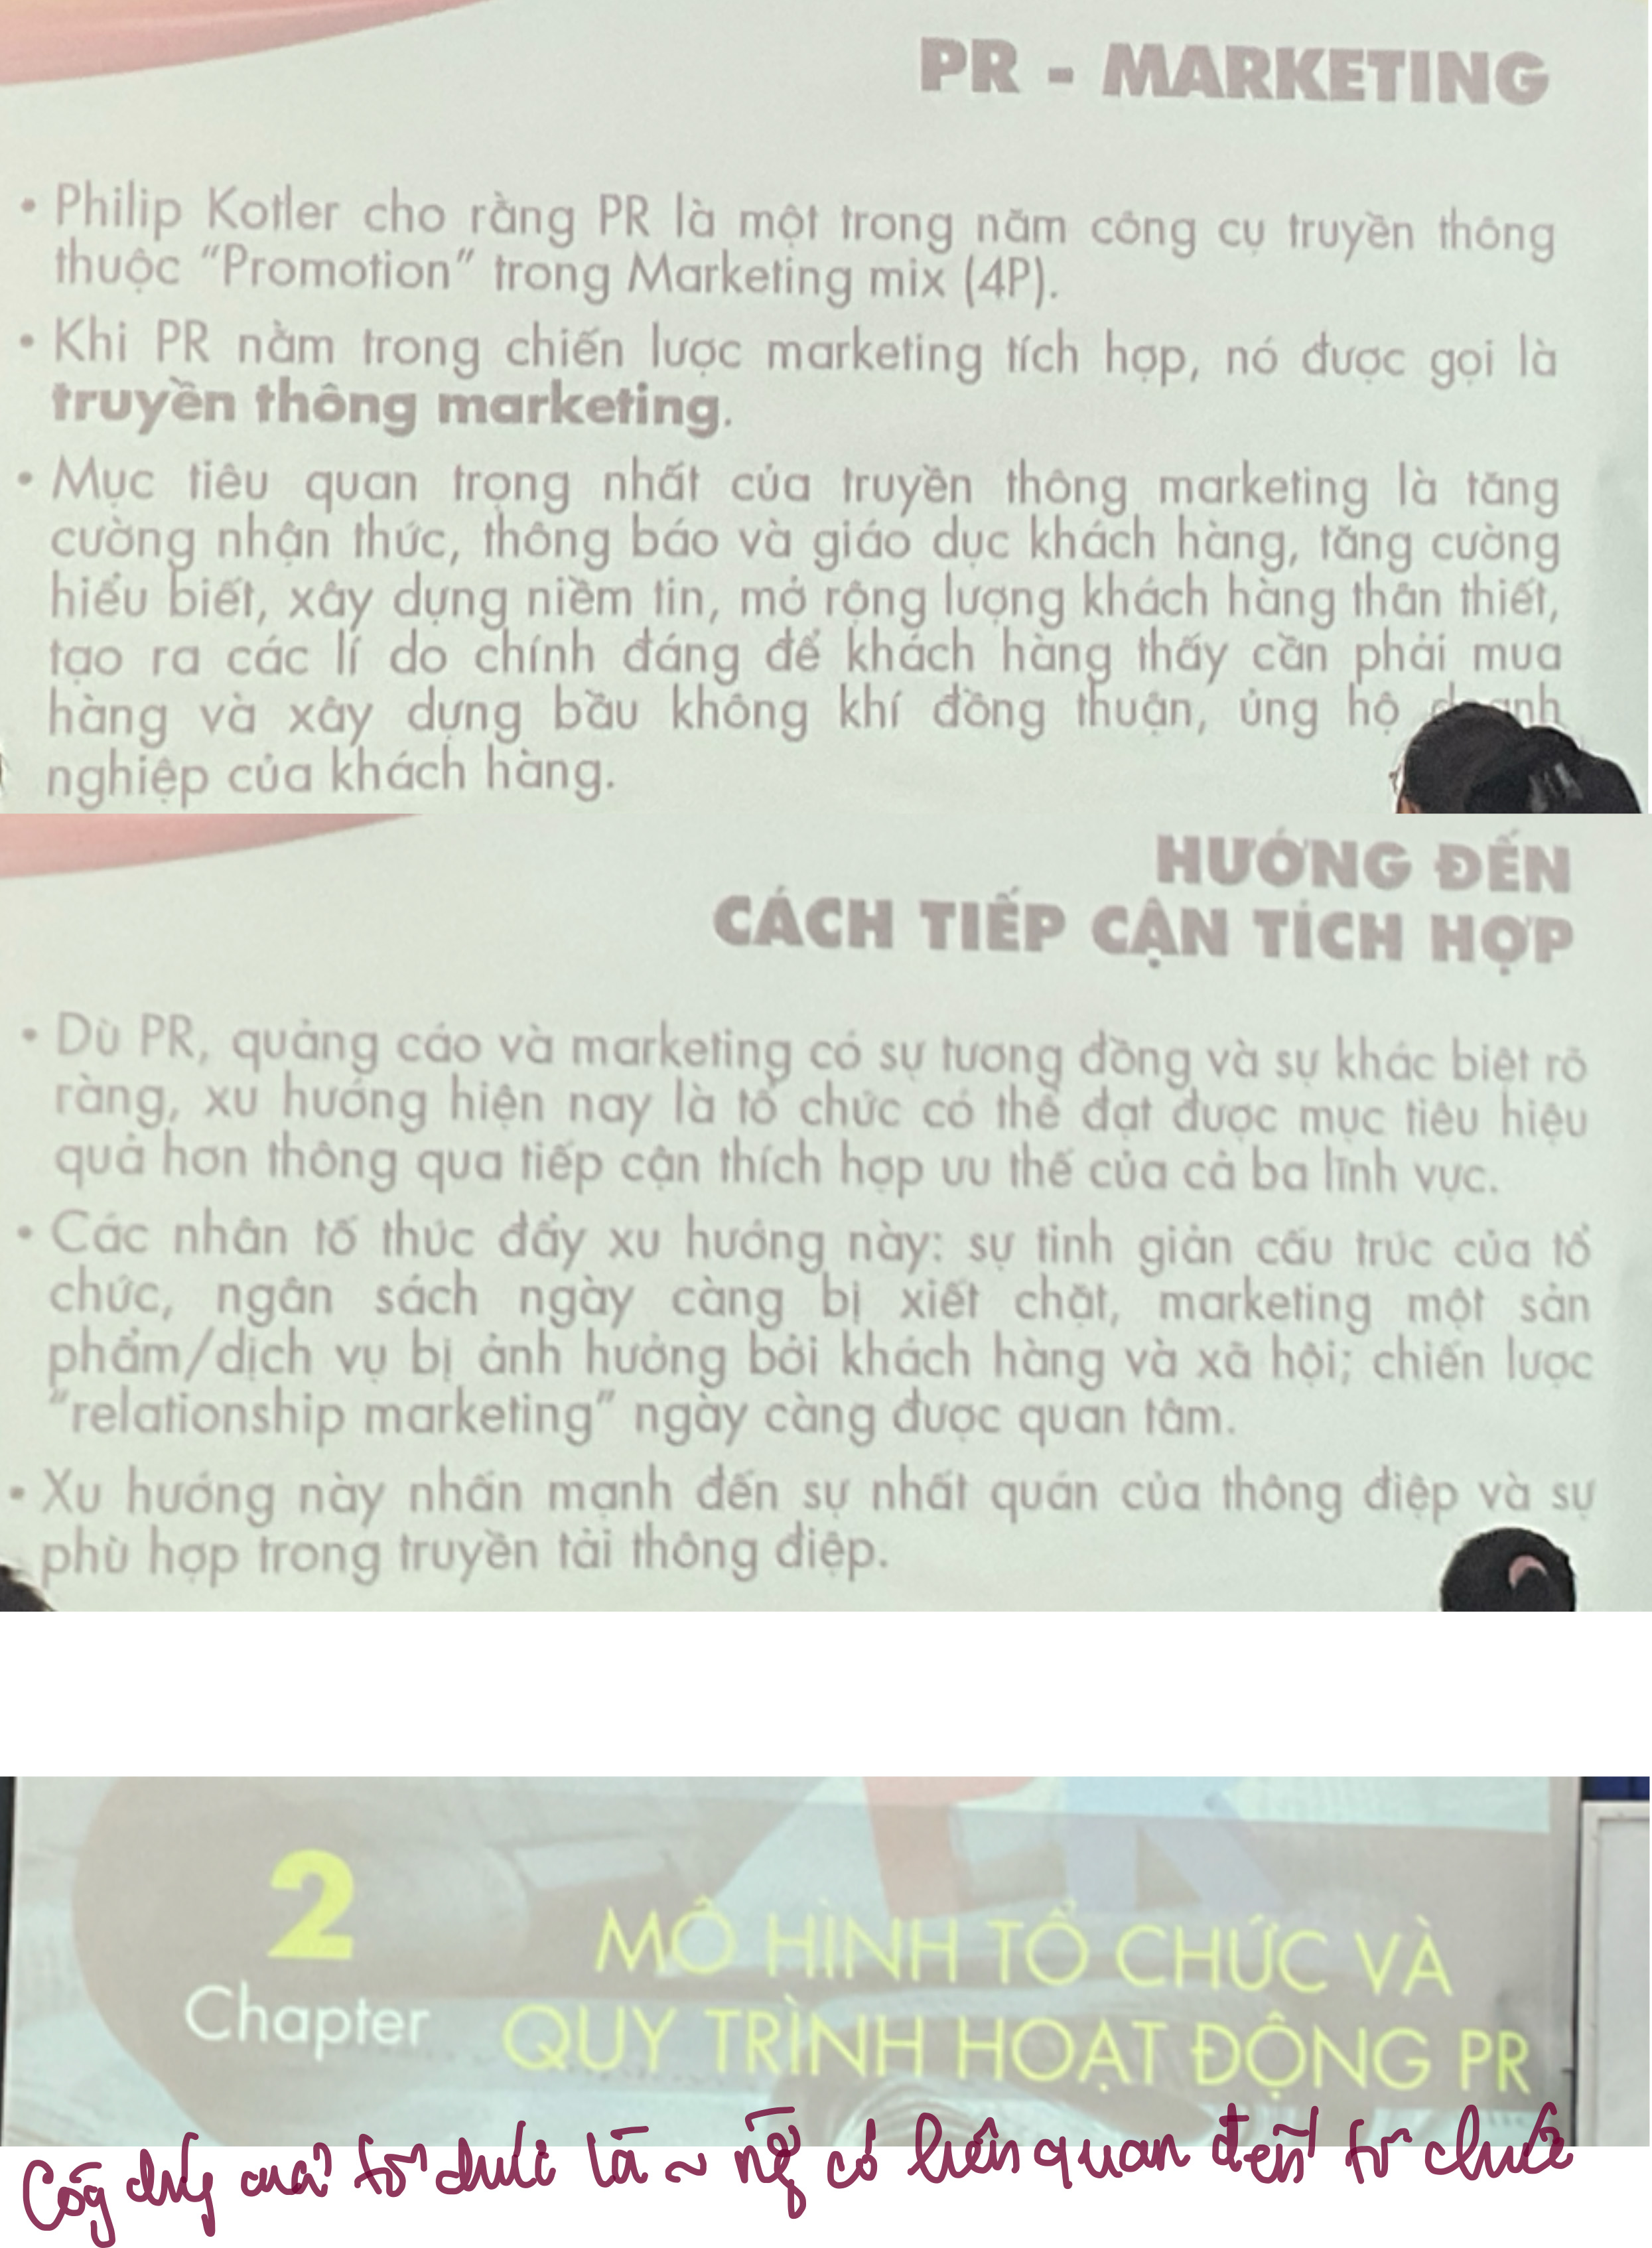 PR - MARKETING
• Philip Kotler cho rằng PR là một trong năm công cụ truyền thông
thuộc “Promotion” trong Marketing mix (4P).
• Khi PR nằm trong chiến lược marketing tích hợp, nó được gọi là
truyền thông marketing.
• Mục tiêu quan trọng nhất của truyền thông marketing là tăng
cường nhận thức, thông báo và giáo dục khách hàng, tăng cường
hiểu biết, xây dựng niềm tin, mở rộng lượng khách hàng thân thiết,
tạo ra các lí do chính đáng để khách hàng thấy cần phải mua
hàng và xây dựng bầu không khí đồng thuận, ủng hộ doanh
nghiệp của khách hàng.
HƯỚNG ĐẾN
CÁCH TIẾP CẬN TÍCH HỢP
• Dù PR, quảng cáo và marketing có sự tương đồng và sự khác biệt rõ
ràng, xu hướng hiện nay là tổ chức có thể đạt được mục tiêu hiệu
quả hơn thông qua tiếp cận thích hợp ưu thế của cả ba lĩnh vực.
• Các nhân tố thúc đẩy xu hướng này: sự tinh giản cấu trúc của tổ
chức, ngân sách ngày càng bị xiết chặt, marketing một sản
phẩm/dịch vụ bị ảnh hưởng bởi khách hàng và xã hội; chiến lược
“relationship marketing” ngày càng được quan tâm.
• Xu hướng này nhấn mạnh đến sự nhất quán của thông điệp và sự
phù hợp trong truyền tải thông điệp.
2
Chapter
MÔ HÌNH TỔ CHỨC VÀ
QUY TRÌNH HOẠT ĐỘNG PR
của tổ chức là ~ có liên quan đến tổ chức